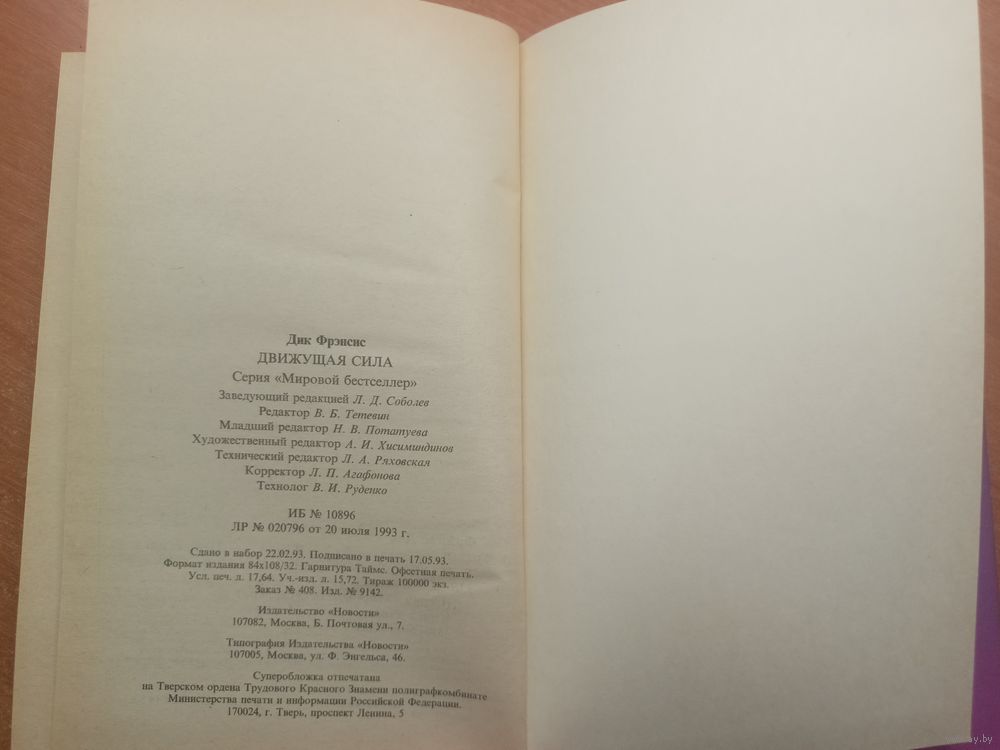 Дик Фрэнсис
ДВИЖУЩАЯ СИЛА
Серия «Мировой бестселлер»
Заведующий редакцией Л. Д. Соболев
Редактор В. Б. Тетевин
Младший редактор Н. В. Потатуева
Художественный редактор А. И. Хисиминдинов
Технический редактор Л. А. Ряховская
Корректор Л. П. Агафонова
Технолог В. И. Руденко
ИБ № 10896
ЛР № 020796 от 20 июля 1993 г.
Сдано в набор 22.02.93. Подписано в печать 17.05.93.
Формат издания 84х108/32. Гарнитура Таймс. Офсетная печать.
Усл. печ. л. 17,64. Уч.-изд. л. 15,72. Тираж 100000 экз.
Заказ № 408. Изд. № 9142.
Издательство «Новости»
107082, Москва, Б. Почтовая ул., 7.
Типография Издательства «Новости»
107005, Москва, ул. Ф. Энгельса, 46.
Суперобложка отпечатана
на Тверском ордена Трудового Красного Знамени полиграфкомбинате
Министерства печати и информации Российской Федерации.
170024, г. Тверь, проспект Ленина, 5